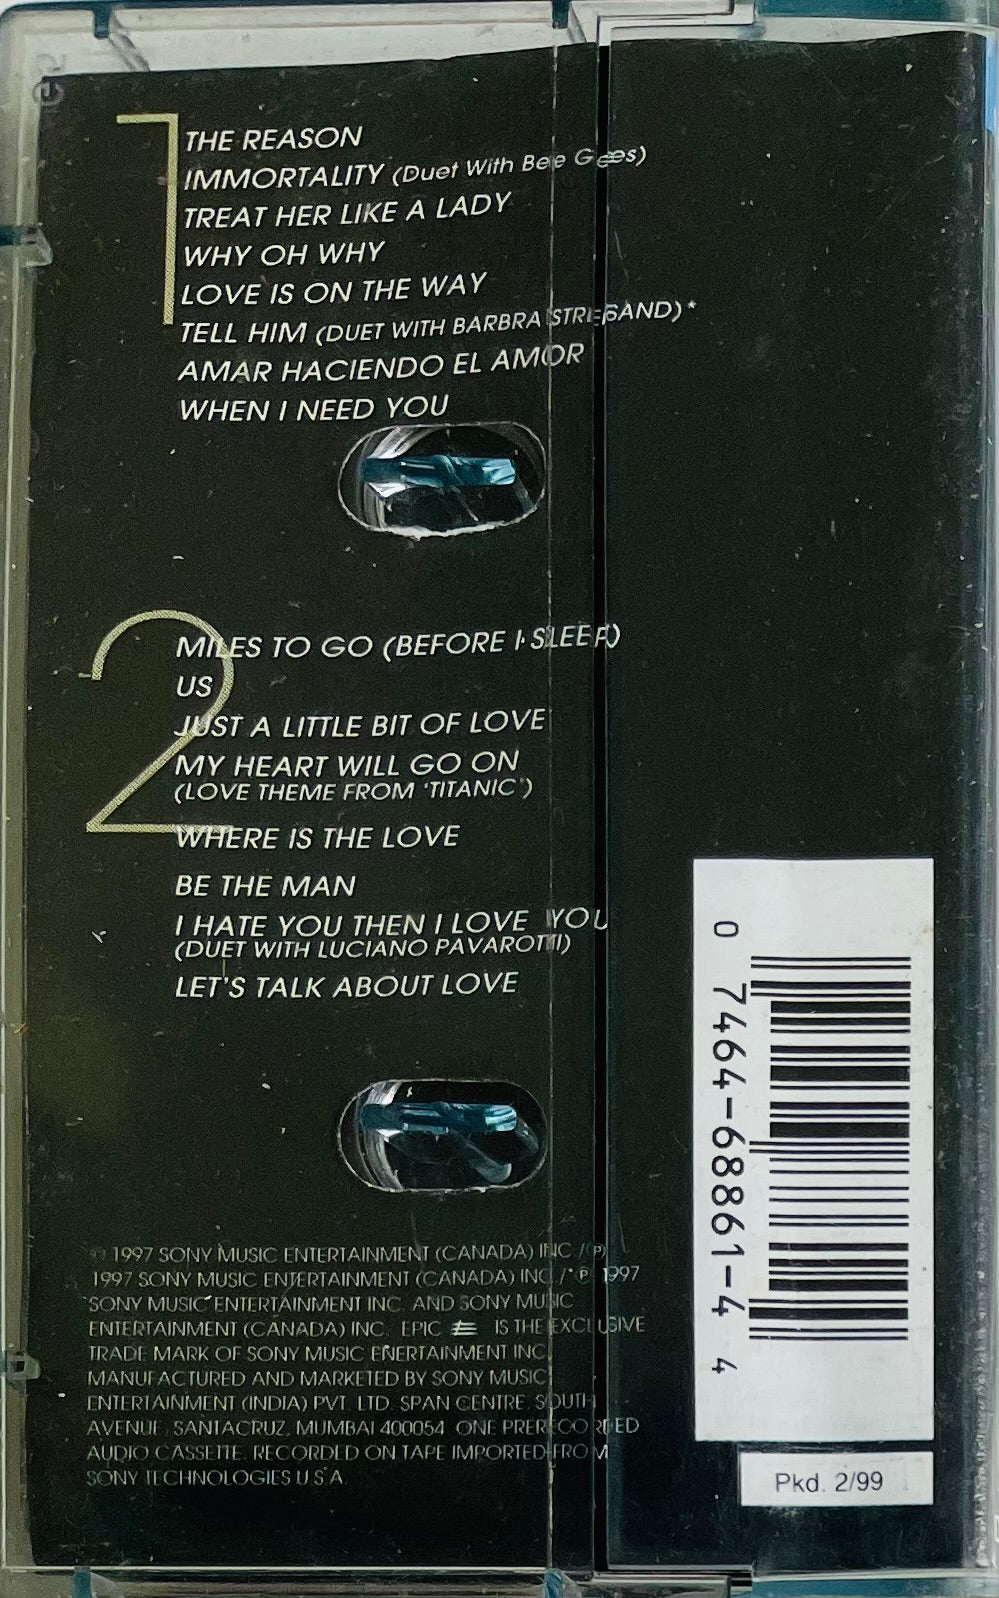 1
THE REASON
IMMORTALITY (Duet With Bee Gees)
TREAT HER LIKE A LADY
WHY OH WHY
LOVE IS ON THE WAY
TELL HIM (DUET WITH BARBRA STREISAND)*
AMAR HACIENDO EL AMOR
WHEN I NEED YOU
2
MILES TO GO (BEFORE I SLEEP)
US
JUST A LITTLE BIT OF LOVE
MY HEART WILL GO ON
(LOVE THEME FROM 'TITANIC')
WHERE IS THE LOVE
BE THE MAN
I HATE YOU THEN I LOVE YOU
(DUET WITH LUCIANO PAVAROTTI)
LET'S TALK ABOUT LOVE
© 1997 SONY MUSIC ENTERTAINMENT (CANADA) INC./℗
1997 SONY MUSIC ENTERTAINMENT (CANADA) INC./*℗ 1997
SONY MUSIC ENTERTAINMENT INC. AND SONY MUSIC
ENTERTAINMENT (CANADA) INC. EPIC IS THE EXCLUSIVE
TRADE MARK OF SONY MUSIC ENERTAINMENT INC.
MANUFACTURED AND MARKETED BY SONY MUSIC
ENTERTAINMENT (INDIA) PVT. LTD. SPAN CENTRE, SOUTH
AVENUE, SANTACRUZ, MUMBAI 400054. ONE PRERECORDED
AUDIO CASSETTE. RECORDED ON TAPE IMPORTED FROM
SONY TECHNOLOGIES U.S.A.
0 7464-68861-4 4
Pkd. 2/99